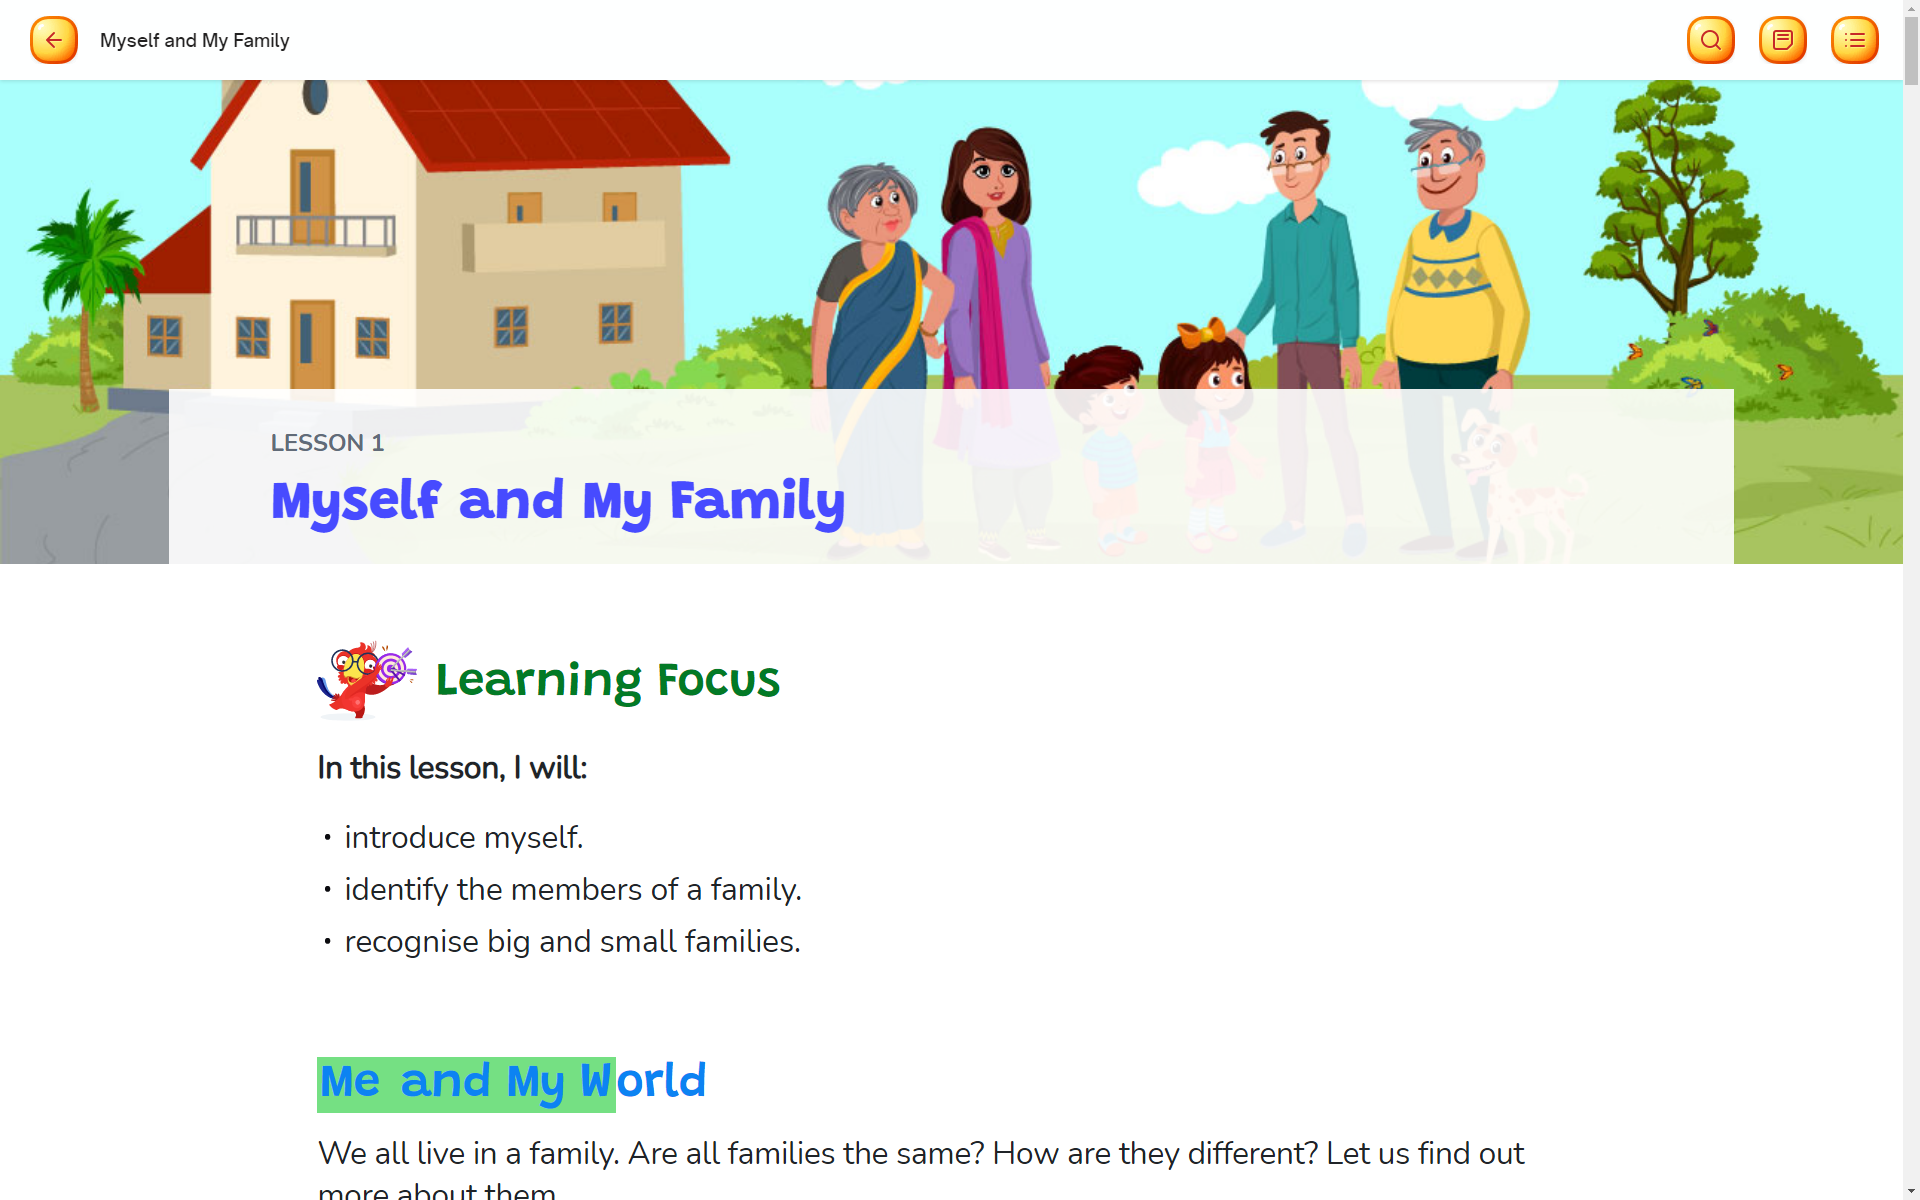 Myself and My Family
LESSON 1
Myself and My Family
Learning Focus
In this lesson, I will:
• introduce myself.
• identify the members of a family.
• recognise big and small families.
Me and My World
We all live in a family. Are all families the same? How are they different? Let us find out
more about them